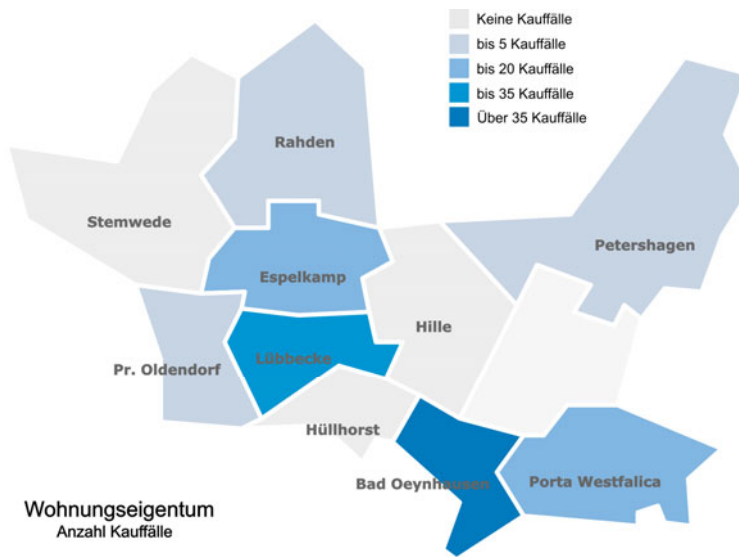 Keine Kauffälle
bis 5 Kauffälle
bis 20 Kauffälle
bis 35 Kauffälle
Über 35 Kauffälle
Rahden
Stemwede
Petershagen
Espelkamp
Hille
Lübbecke
Pr. Oldendorf
Hüllhorst
Bad Oeynhausen
Porta Westfalica
Wohnungseigentum
Anzahl Kauffälle